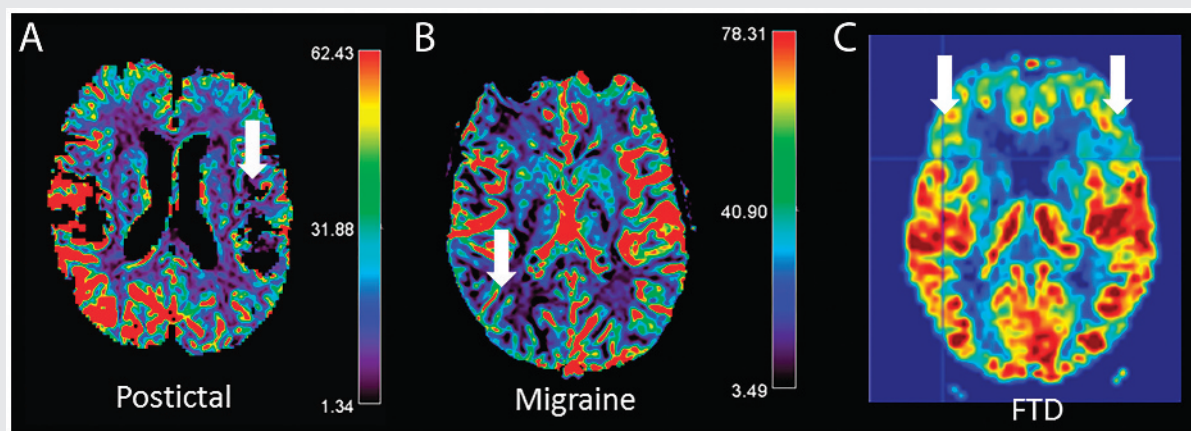 A
62.43
31.88
1.34
Postictal
B
78.31
40.90
3.49
Migraine
C
FTD